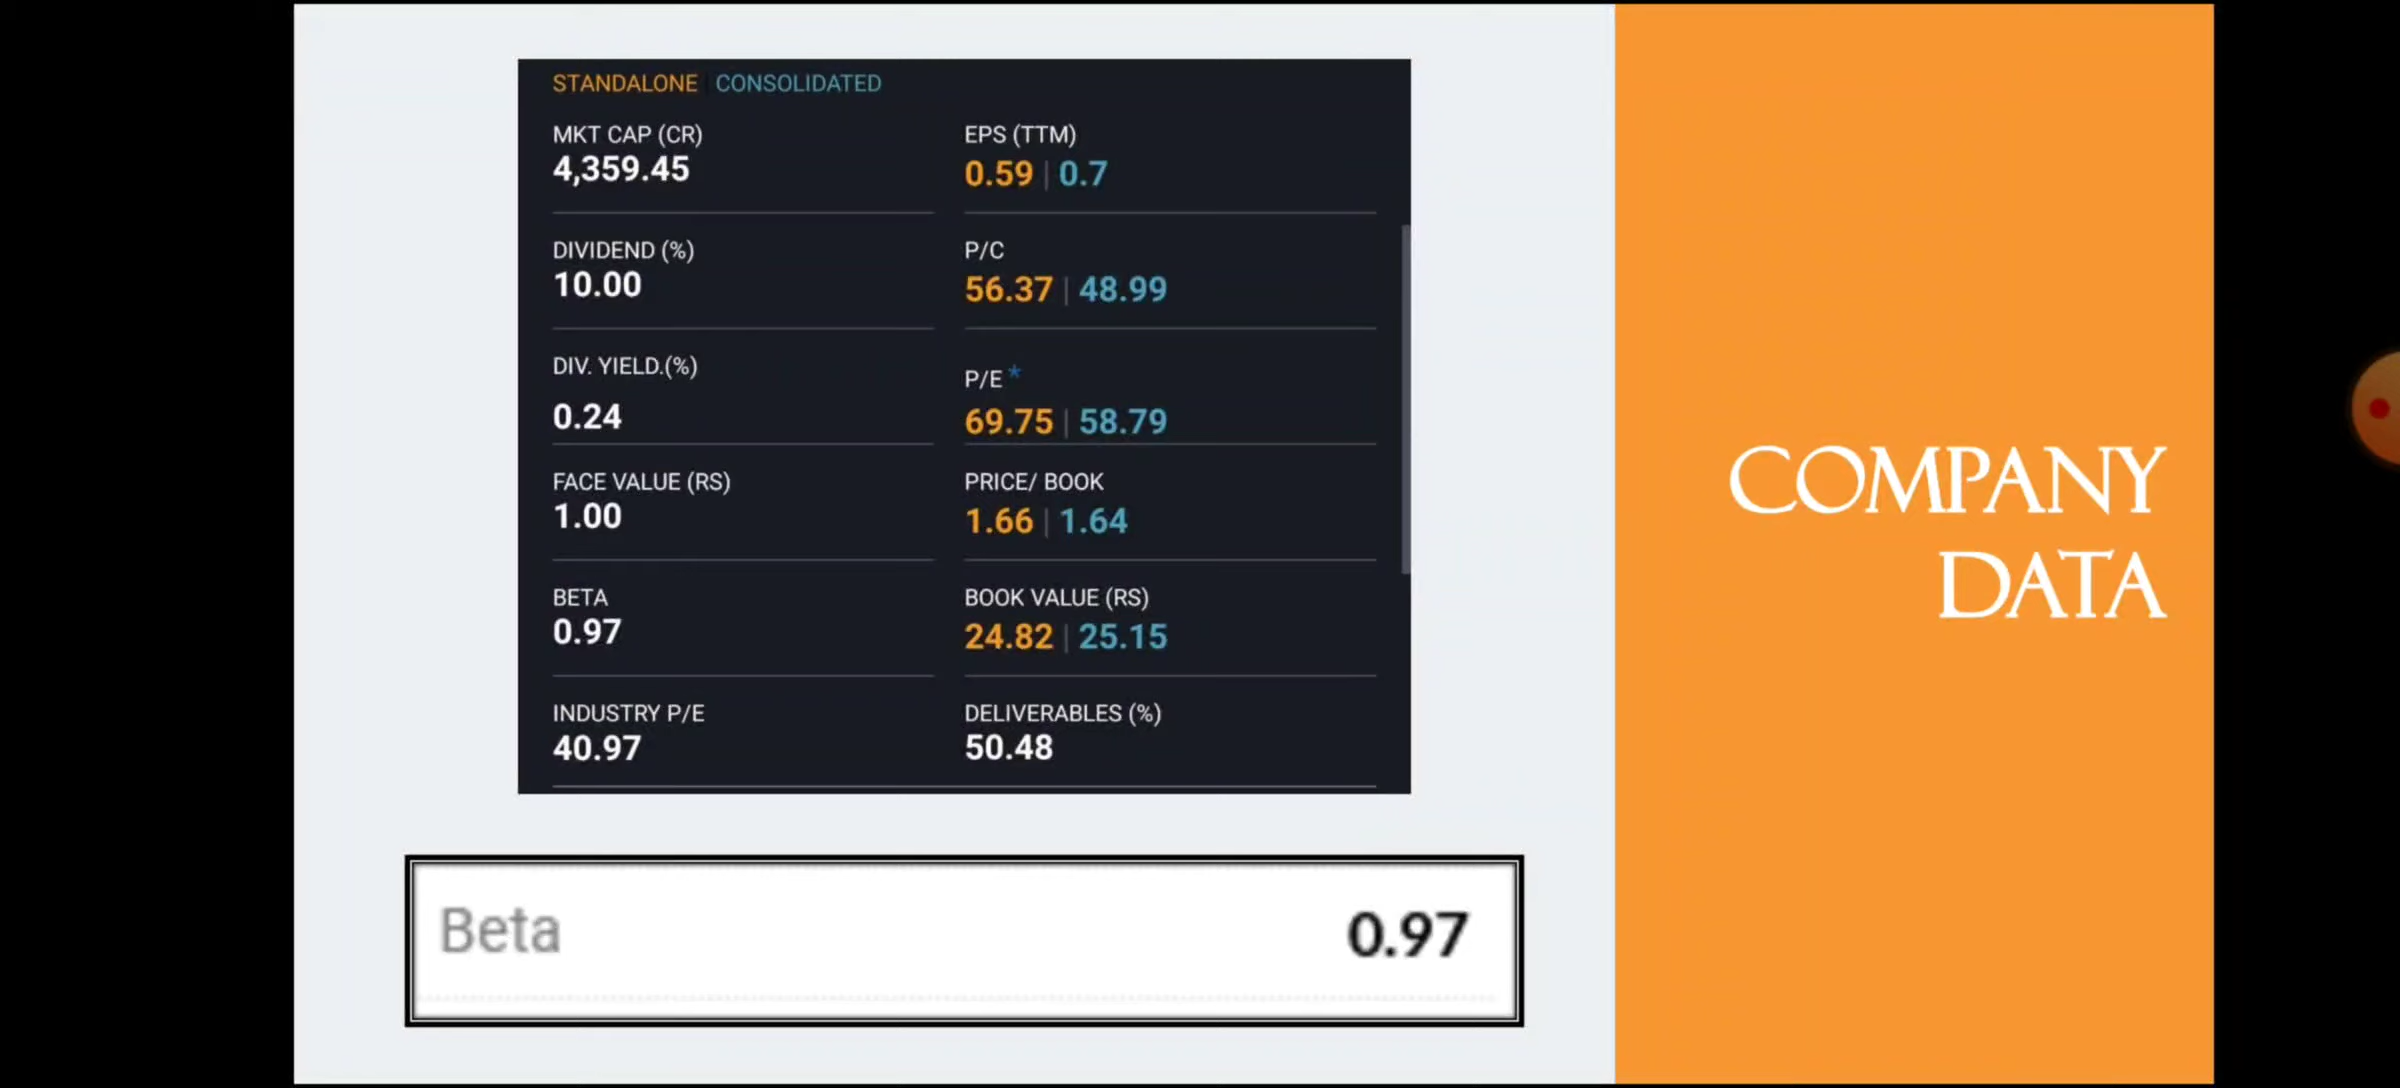 STANDALONE | CONSOLIDATED
MKT CAP (CR)
4,359.45
EPS (TTM)
0.59 | 0.7
DIVIDEND (%)
10.00
P/C
56.37 | 48.99
DIV. YIELD.(%)
0.24
P/E *
69.75 | 58.79
FACE VALUE (RS)
1.00
PRICE/ BOOK
1.66 | 1.64
BETA
0.97
BOOK VALUE (RS)
24.82 | 25.15
INDUSTRY P/E
40.97
DELIVERABLES (%)
50.48
Beta 0.97
COMPANY
DATA